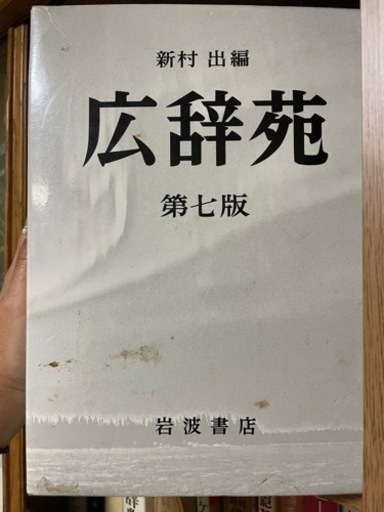 新村 出編
広辞苑
第七版
岩波書店